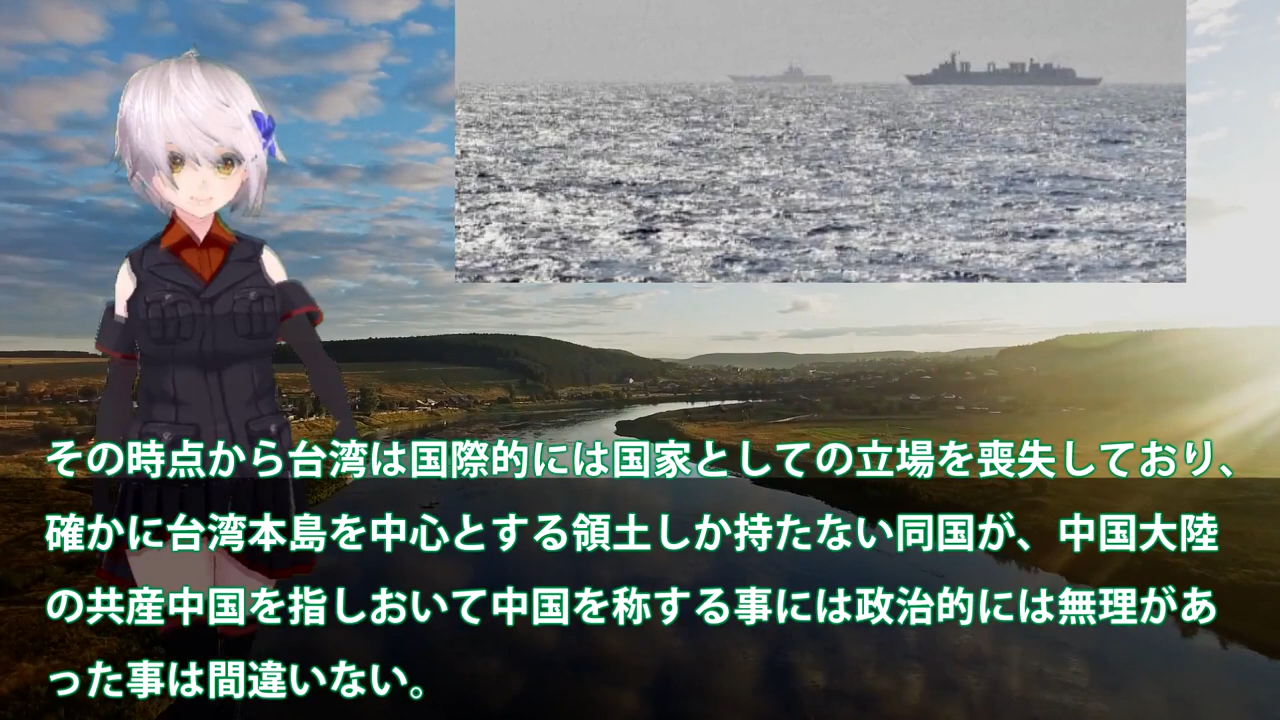 その時点から台湾は国際的には国家としての立場を喪失しており、
確かに台湾本島を中心とする領土しか持たない同国が、中国大陸
の共産中国を指しおいて中国を称する事には政治的には無理があ
った事は間違いない。